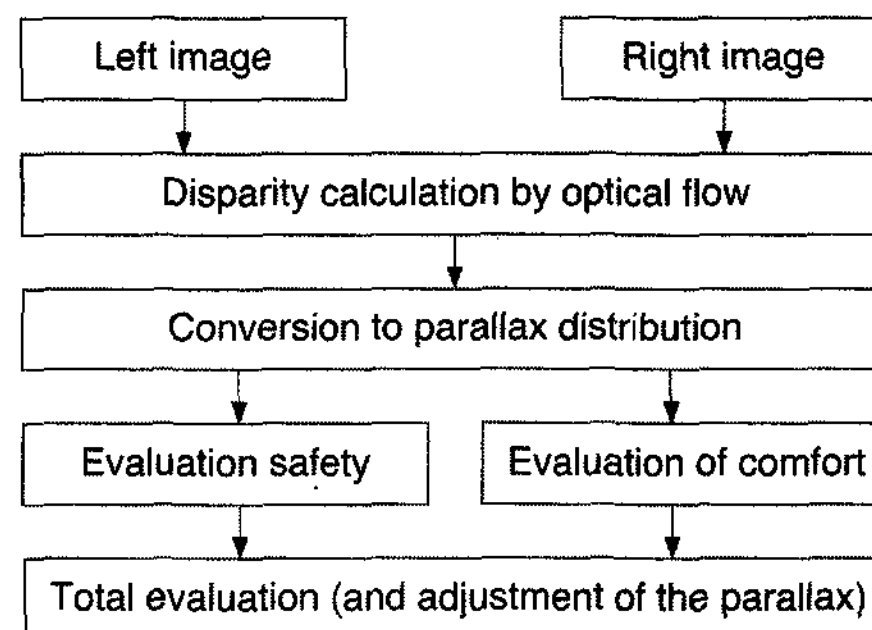 Left image
Right image
Disparity calculation by optical flow
Conversion to parallax distribution
Evaluation safety
Evaluation of comfort
Total evaluation (and adjustment of the parallax)